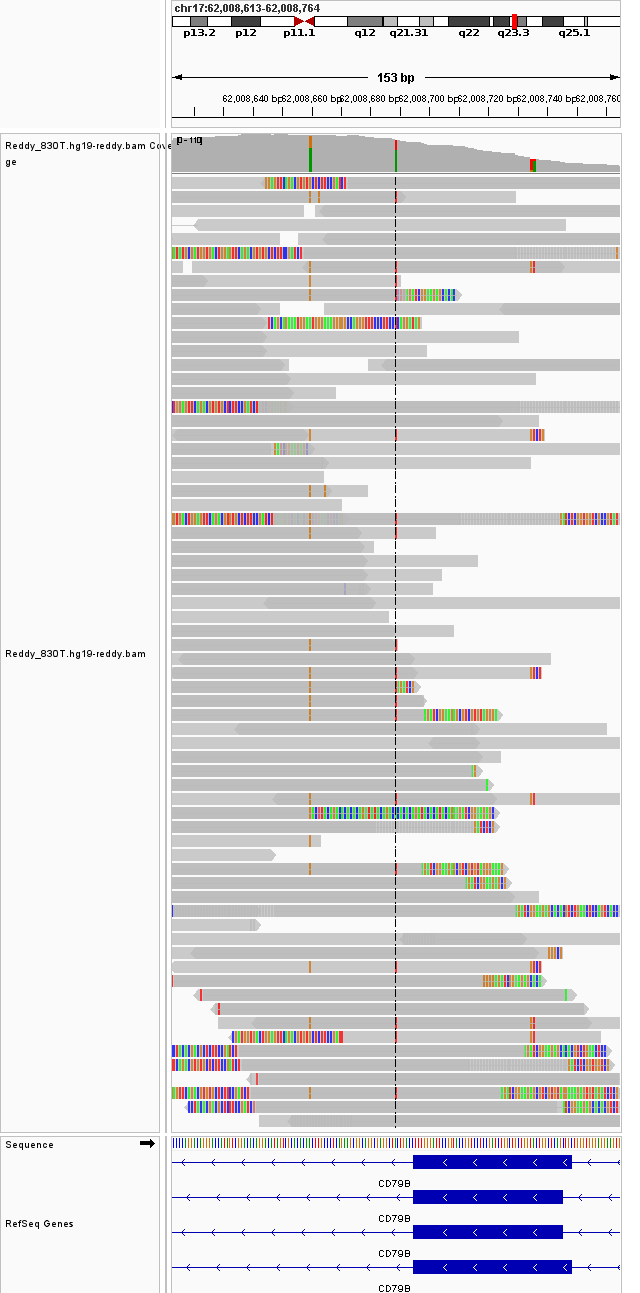 chr17:62,008,613-62,008,764
p13.2 p12 p11.1 q12 q21.31 q22 q23.3 q25.1
153 bp
62,008,640 bp 62,008,660 bp 62,008,680 bp 62,008,700 bp 62,008,720 bp 62,008,740 bp 62,008,760
Reddy_830T.hg19-reddy.bam Cove
ge
[0 - 110]
Reddy_830T.hg19-reddy.bam
Sequence
CD79B
CD79B
RefSeq Genes
CD79B
CD79B